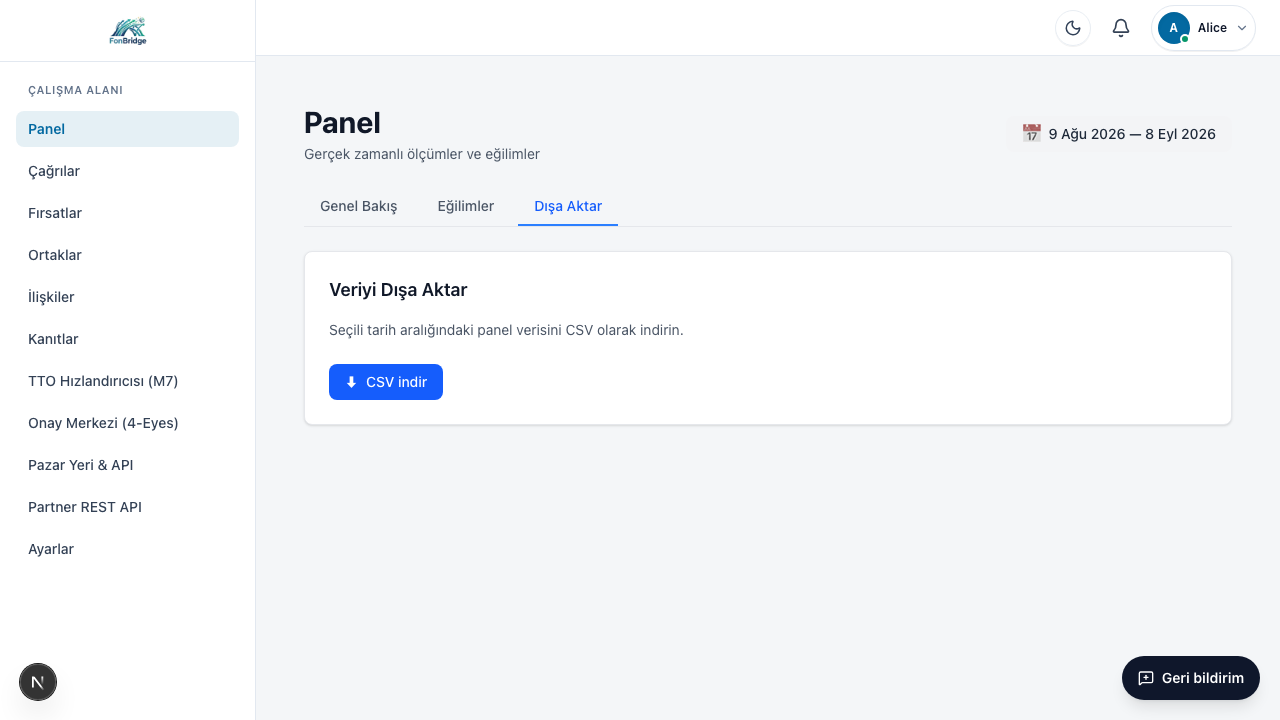 FonBridge
A
Alice
ÇALIŞMA ALANI
Panel
Çağrılar
Fırsatlar
Ortaklar
İlişkiler
Kanıtlar
TTO Hızlandırıcısı (M7)
Onay Merkezi (4-Eyes)
Pazar Yeri & API
Partner REST API
Ayarlar
N
Panel
Gerçek zamanlı ölçümler ve eğilimler
17 9 Ağu 2026 — 8 Eyl 2026
Genel Bakış Eğilimler Dışa Aktar
Veriyi Dışa Aktar
Seçili tarih aralığındaki panel verisini CSV olarak indirin.
⬇ CSV indir
Geri bildirim